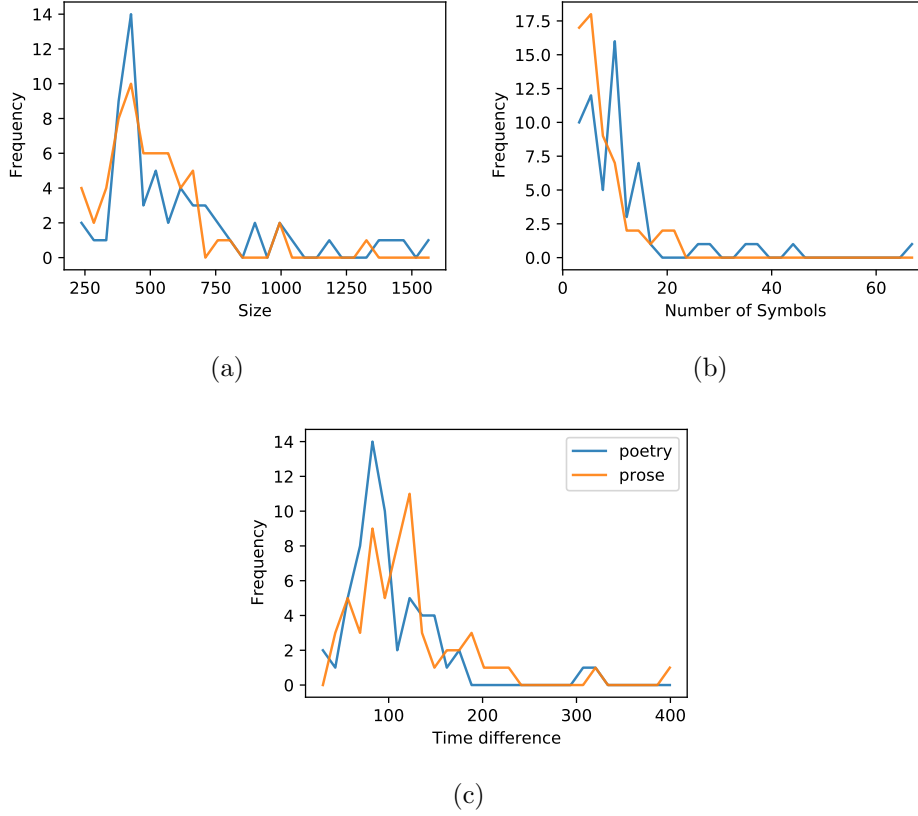 14
12
10
8
6
4
2
0
Frequency
250 500 750 1000 1250 1500
Size
(a)
17.5
15.0
12.5
10.0
7.5
5.0
2.5
0.0
Frequency
0 20 40 60
Number of Symbols
(b)
14
12
10
8
6
4
2
0
Frequency
poetry
prose
100 200 300 400
Time difference
(c)